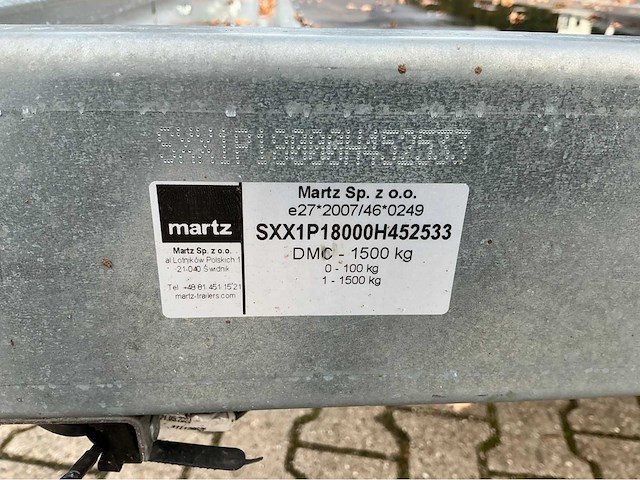 SXX1P18000H452533
martz
Martz Sp. z o.o.
al Lotników Polskich 1
21-040 Świdnik
Tel. +48 81 451 15 21
martz-trailers.com
Martz Sp. z o.o.
e27*2007/46*0249
SXX1P18000H452533
DMC - 1500 kg
0 - 100 kg
1 - 1500 kg